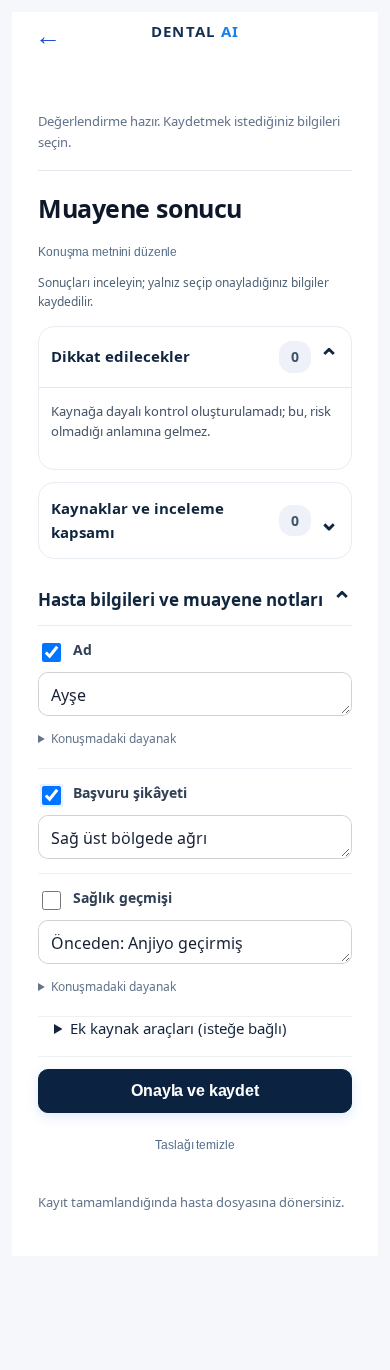 ←
DENTAL AI
Değerlendirme hazır. Kaydetmek istediğiniz bilgileri
seçin.
Muayene sonucu
Konuşma metnini düzenle
Sonuçları inceleyin; yalnız seçip onayladığınız bilgiler
kaydedilir.
Dikkat edilecekler 0
Kaynağa dayalı kontrol oluşturulamadı; bu, risk
olmadığı anlamına gelmez.
Kaynaklar ve inceleme
kapsamı 0
Hasta bilgileri ve muayene notları
Ad
Ayşe
Konuşmadaki dayanak
Başvuru şikâyeti
Sağ üst bölgede ağrı
Sağlık geçmişi
Önceden: Anjiyo geçirmiş
Konuşmadaki dayanak
Ek kaynak araçları (isteğe bağlı)
Onayla ve kaydet
Taslağı temizle
Kayıt tamamlandığında hasta dosyasına dönersiniz.